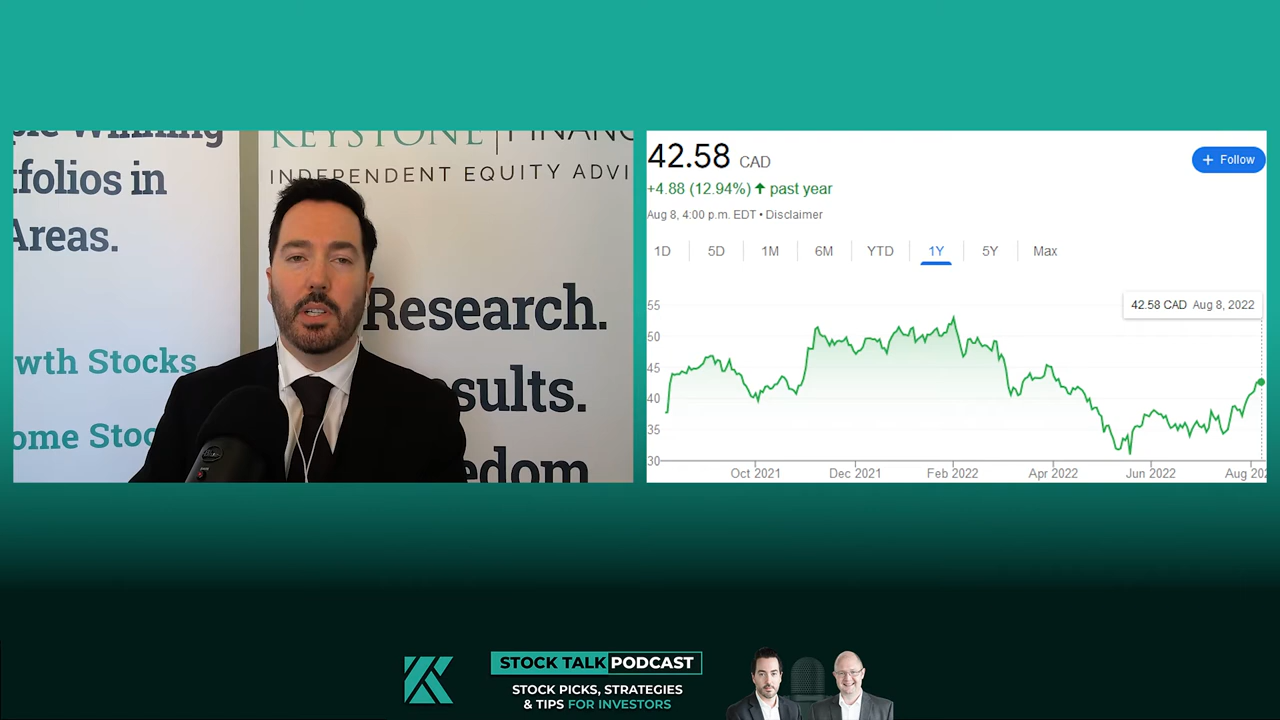 Winning
tfolios in
Areas.
wth Stocks
ome Stoc
KEYSTONE | FINANC
INDEPENDENT EQUITY ADVI
Research.
sults.
edom
42.58 CAD
+ Follow
+4.88 (12.94%) ↑ past year
Aug 8, 4:00 p.m. EDT • Disclaimer
1D 5D 1M 6M YTD 1Y 5Y Max
42.58 CAD Aug 8, 2022
55
50
45
40
35
30
Oct 2021 Dec 2021 Feb 2022 Apr 2022 Jun 2022 Aug 202
STOCK TALK PODCAST
STOCK PICKS, STRATEGIES
& TIPS FOR INVESTORS